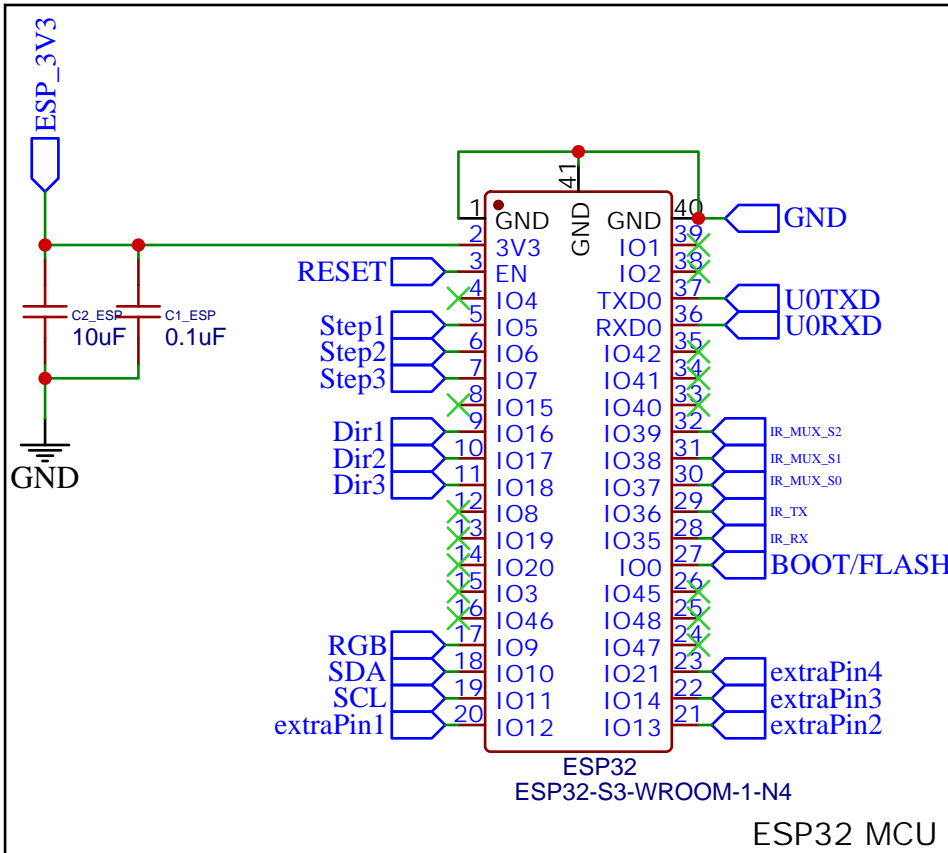 ESP_3V3
C2_ESP
10uF
C1_ESP
0.1uF
GND
41
GND
1 GND GND 40 GND
2 3V3 IO1 39
RESET 3 EN IO2 38
4 IO4 TXD0 37 U0TXD
Step1 5 IO5 RXD0 36 U0RXD
Step2 6 IO6 IO42 35
Step3 7 IO7 IO41 34
8 IO15 IO40 33
Dir1 9 IO16 IO39 32 IR_MUX_S2
Dir2 10 IO17 IO38 31 IR_MUX_S1
Dir3 11 IO18 IO37 30 IR_MUX_S0
12 IO8 IO36 29 IR_TX
13 IO19 IO35 28 IR_RX
14 IO20 IO0 27 BOOT/FLASH
15 IO3 IO45 26
16 IO46 IO48 25
RGB 17 IO9 IO47 24
SDA 18 IO10 IO21 23 extraPin4
SCL 19 IO11 IO14 22 extraPin3
extraPin1 20 IO12 IO13 21 extraPin2
ESP32
ESP32-S3-WROOM-1-N4
ESP32 MCU